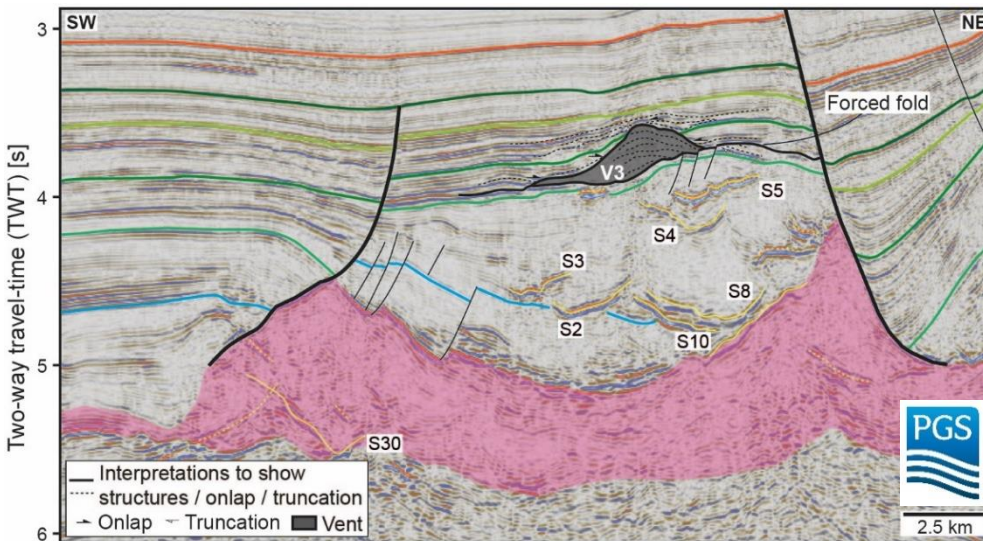 SW
NE
3
Forced fold
V3
4
S5
S4
S3
S8
S2
S10
5
S30
Two-way travel-time (TWT) [s]
Interpretations to show
structures / onlap / truncation
Onlap Truncation Vent
PGS
2.5 km
6